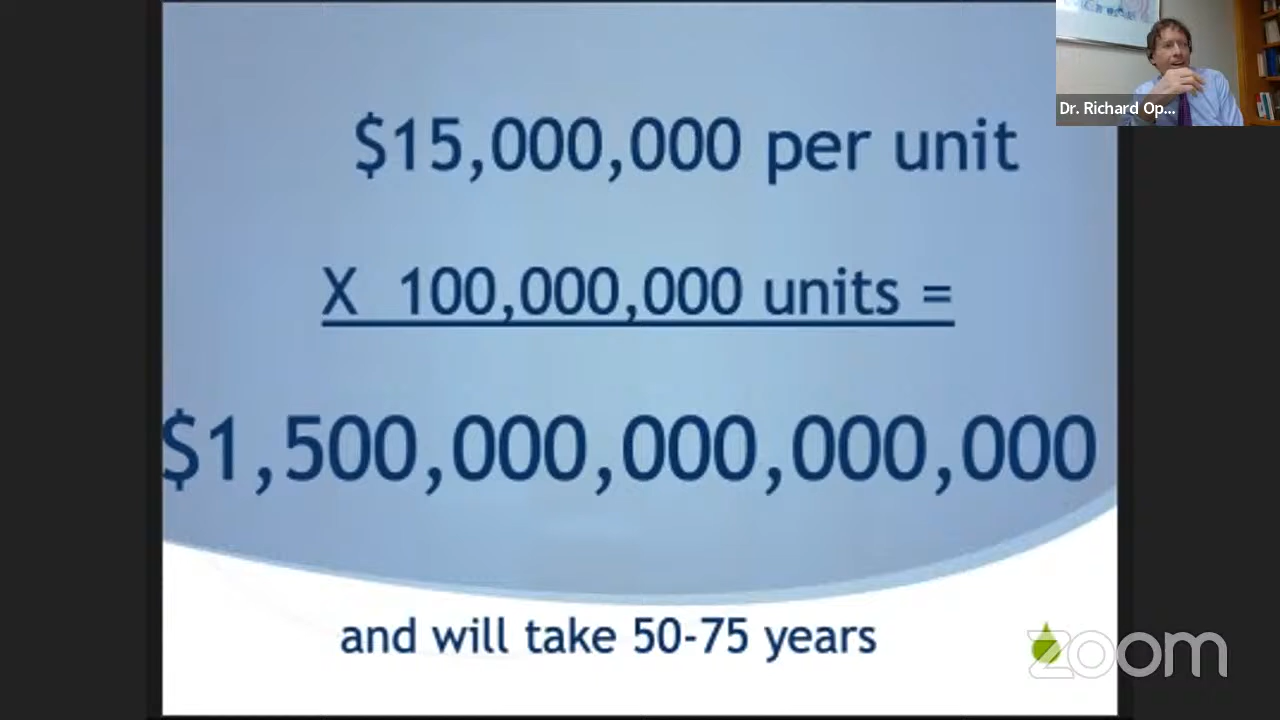 $15,000,000 per unit
X 100,000,000 units =
$1,500,000,000,000,000
and will take 50-75 years
Dr. Richard Op...
zoom